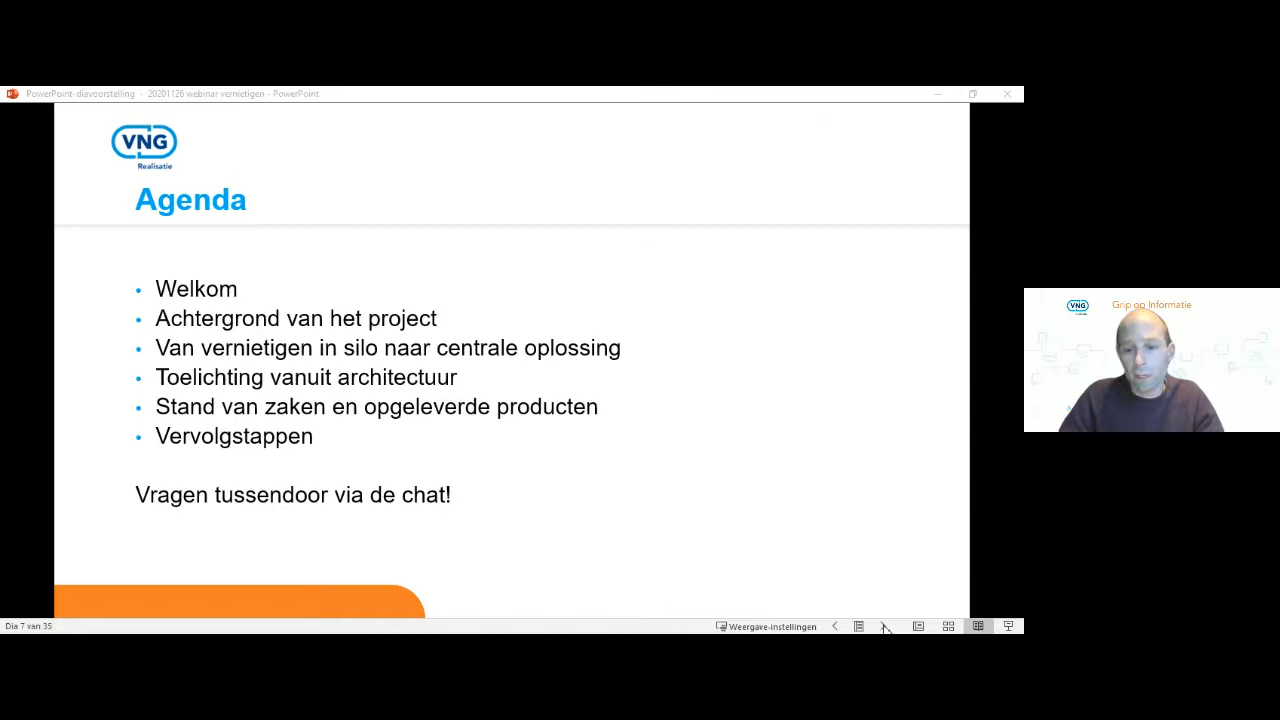 PowerPoint-diavoorstelling - 20201126 webinar vernietigen - PowerPoint
VNG
Realisatie
Agenda
• Welkom
• Achtergrond van het project
• Van vernietigen in silo naar centrale oplossing
• Toelichting vanuit architectuur
• Stand van zaken en opgeleverde producten
• Vervolgstappen
Vragen tussendoor via de chat!
Dia 7 van 35
Weergave-instellingen
VNG
Grip op Informatie